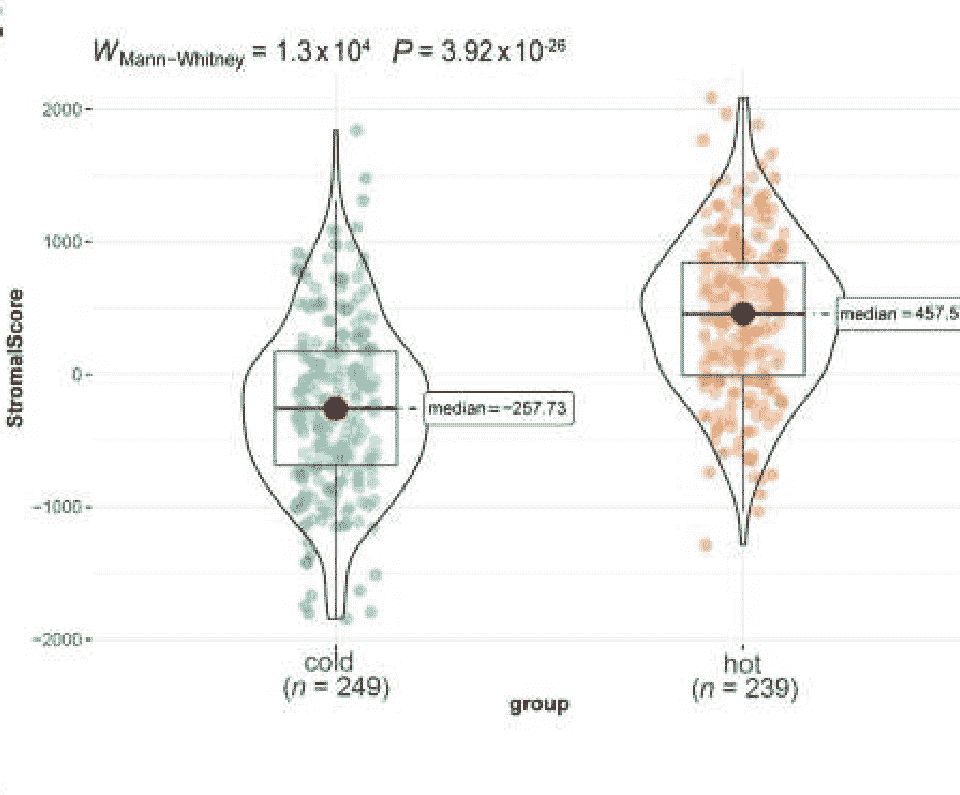 W Mann−Whitney = 1.3 x 10⁴ P = 3.92 x 10⁻²⁶
2000
1000
0
−1000
−2000
StromalScore
median = −257.73
median = 457.5
cold
(n = 249)
hot
(n = 239)
group